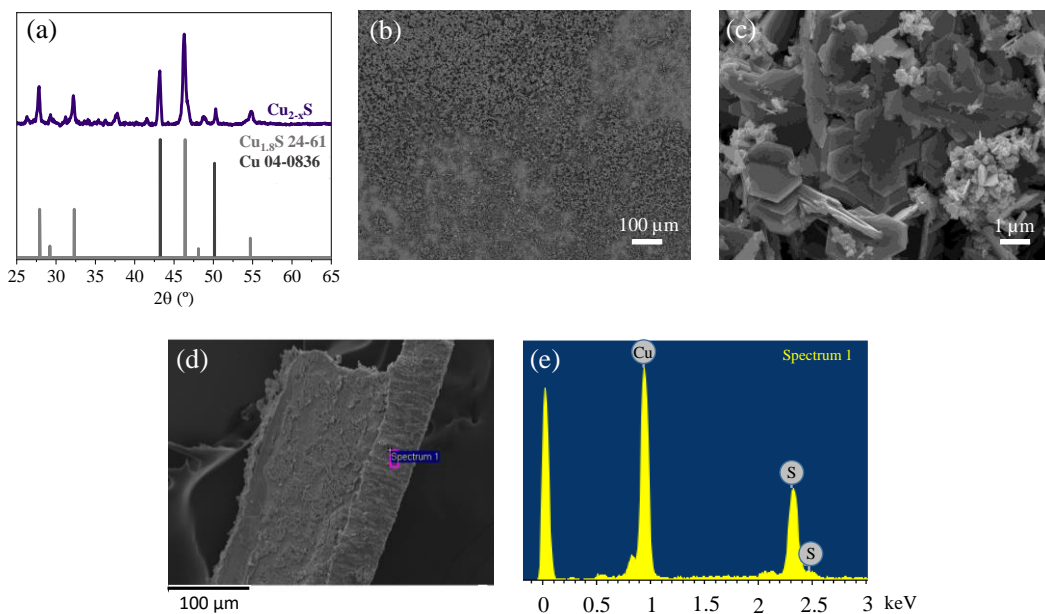 (a)
Cu2-xS
Cu1.8S 24-61
Cu 04-0836
25 30 35 40 45 50 55 60 65
2θ (º)
(b)
100 µm
(c)
1 µm
(d)
Spectrum 1
100 µm
(e)
Spectrum 1
Cu
S
S
0 0.5 1 1.5 2 2.5 3 keV